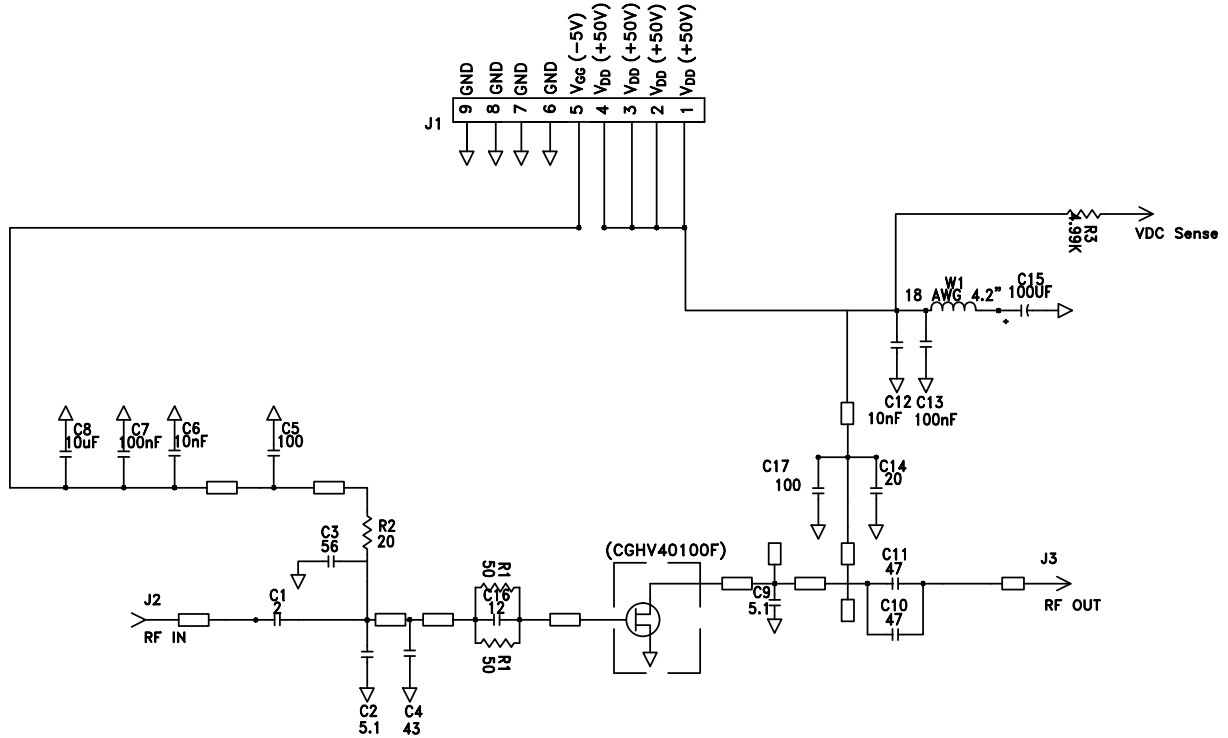 VGG (-5V)
VDD (+50V)
VDD (+50V)
VDD (+50V)
VDD (+50V)
GND
GND
GND
GND
9 8 7 6 5 4 3 2 1
J1
4.99K
R3
VDC Sense
W1
18 AWG 4.2"
C15
100UF
+
C12
10nF
C13
100nF
C8
10uF
C7
100nF
C6
10nF
C5
100
C17
100
C14
20
R2
20
C3
56
(CGHV40100F)
J2
RF IN
C1
2
R1
50
C16
12
R1
50
C9
5.1
C11
47
C10
47
J3
RF OUT
C2
5.1
C4
43